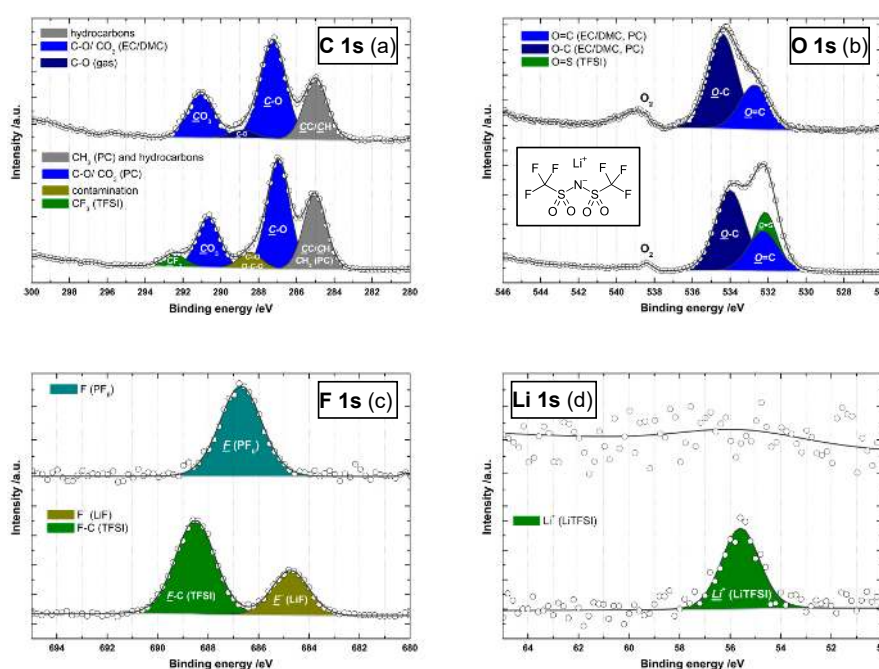 C 1s (a)
hydrocarbons
C-O/ CO2 (EC/DMC)
C-O (gas)
CO3
C-O
C-O
CC/CH
CH3 (PC) and hydrocarbons
C-O/ CO2 (PC)
contamination
CF3 (TFSI)
CO3
C-O
CC/CH
CH3 (PC)
Intensity /a.u.
300 298 296 294 292 290 288 286 284 282 280
Binding energy /eV
O 1s (b)
O=C (EC/DMC, PC)
O-C (EC/DMC, PC)
O=S (TFSI)
O2
O-C
O=C
Li+
F F F F F F
S N- S
O O O O
O2
O-C
O=S
O=C
Intensity /a.u.
546 544 542 540 538 536 534 532 530 528 526
Binding energy /eV
F 1s (c)
F (PF6)
F (PF6)
F (LiF)
F-C (TFSI)
F-C (TFSI)
F- (LiF)
Intensity /a.u.
694 692 690 688 686 684 682 680
Binding energy /eV
Li 1s (d)
Li+ (LiTFSI)
Li+ (LiTFSI)
Intensity /a.u.
64 62 60 58 56 54 52
Binding energy /eV